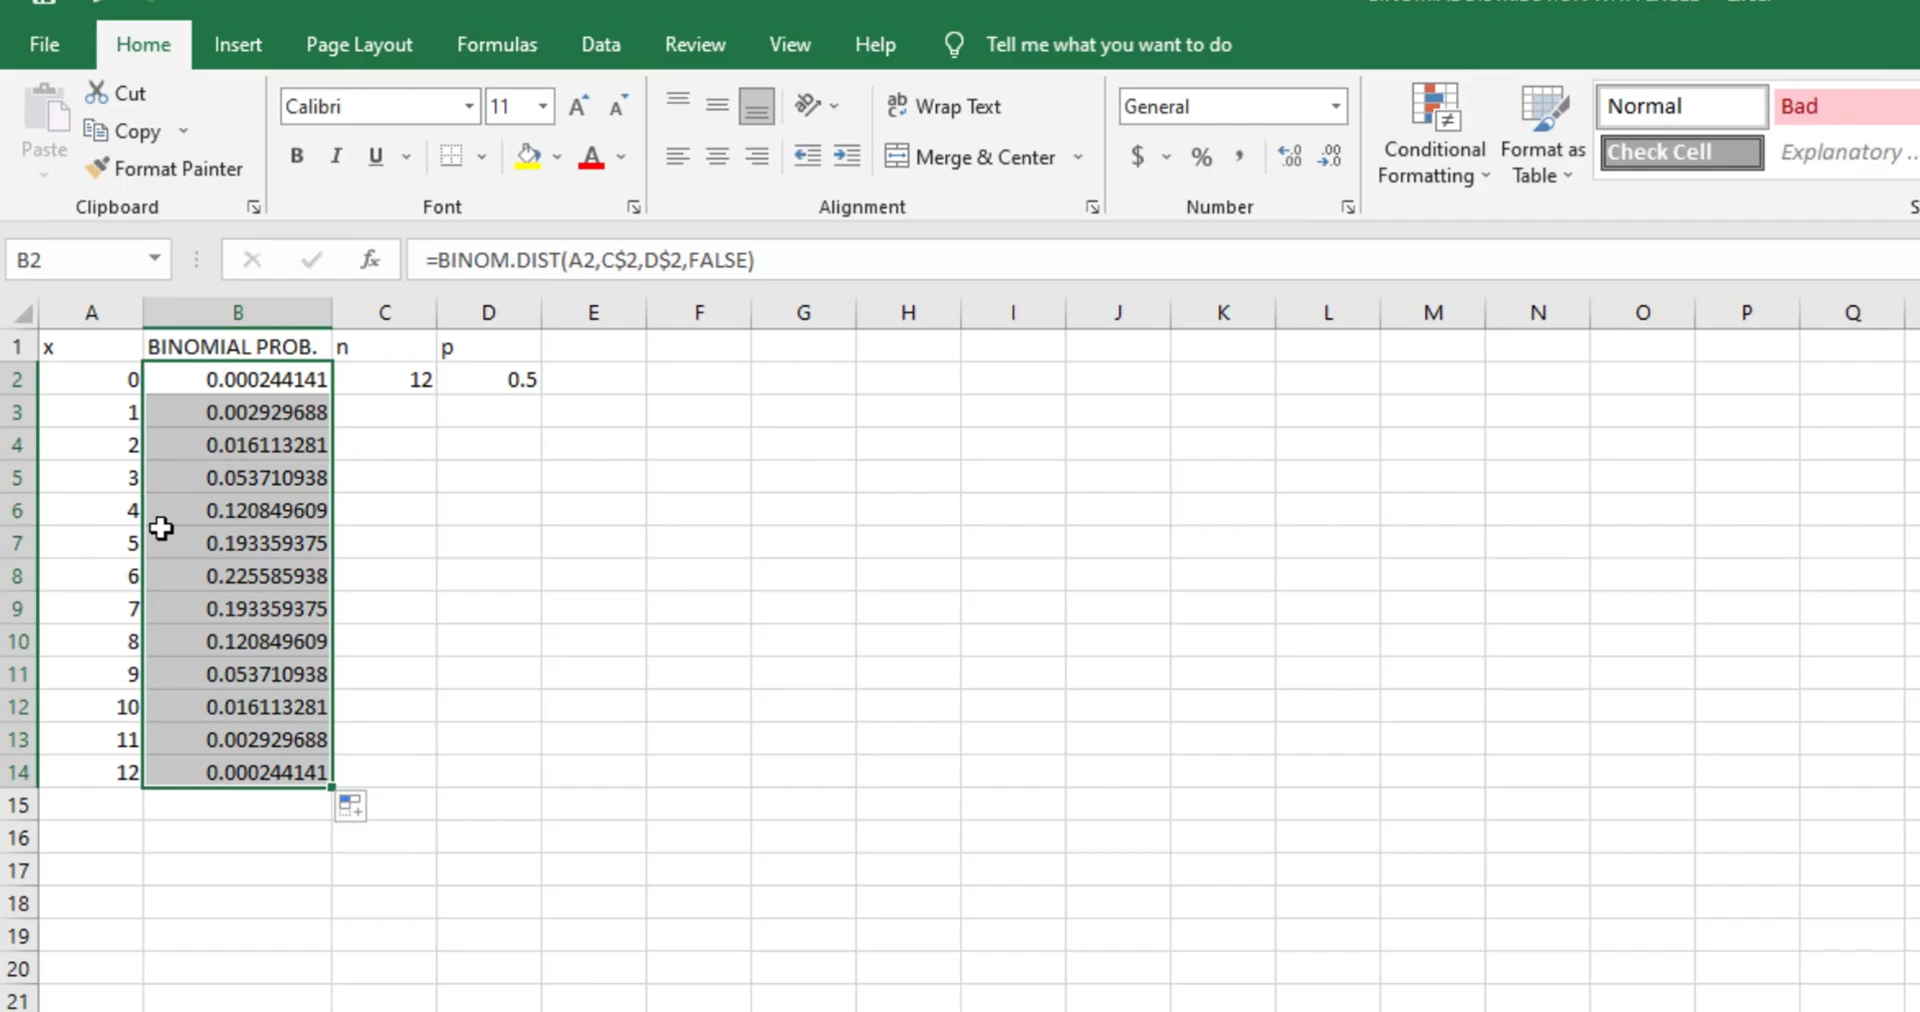 File Home Insert Page Layout Formulas Data Review View Help Tell me what you want to do
Paste Cut Copy Format Painter
Clipboard
Calibri 11
B I U A
Font
ab Wrap Text
Merge & Center
Alignment
General
$ % , .00 .0
Number
Conditional Formatting
Format as Table
Normal Bad
Check Cell Explanatory ...
B2 fx =BINOM.DIST(A2,C$2,D$2,FALSE)
A B C D E F G H I J K L M N O P Q
1 x BINOMIAL PROB. n p
2 0 0.000244141 12 0.5
3 1 0.002929688
4 2 0.016113281
5 3 0.053710938
6 4 0.120849609
7 5 0.193359375
8 6 0.225585938
9 7 0.193359375
10 8 0.120849609
11 9 0.053710938
12 10 0.016113281
13 11 0.002929688
14 12 0.000244141
15
16
17
18
19
20
21